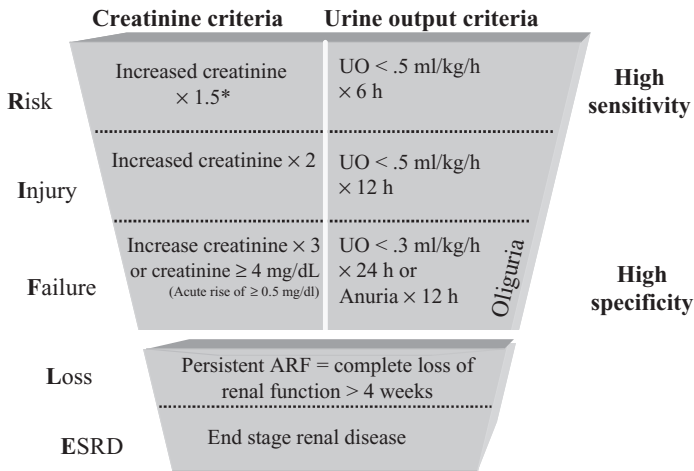 Creatinine criteria
Urine output criteria
Risk
Increased creatinine
× 1.5*
UO < .5 ml/kg/h
× 6 h
High
sensitivity
Injury
Increased creatinine × 2
UO < .5 ml/kg/h
× 12 h
Failure
Increase creatinine × 3
or creatinine ≥ 4 mg/dL
(Acute rise of ≥ 0.5 mg/dl)
UO < .3 ml/kg/h
× 24 h or
Anuria × 12 h
Oliguria
High
specificity
Loss
Persistent ARF = complete loss of
renal function > 4 weeks
ESRD
End stage renal disease